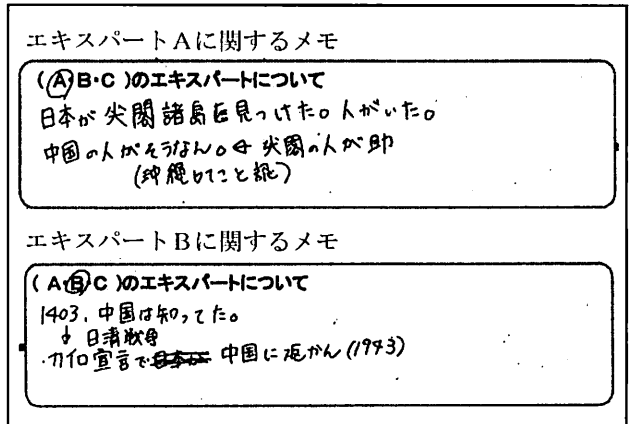 エキスパートAに関するメモ
(A B・C )のエキスパートについて
日本が尖閣諸島を見つけた。人がいた。
中国の人がそうなん。← 尖閣の人が助
(沖縄
エキスパートBに関するメモ
( A・B C )のエキスパートについて
1403. 中国は知ってた。
↓ 日清戦争
・カイロ宣言で 中国に返かん(1943)